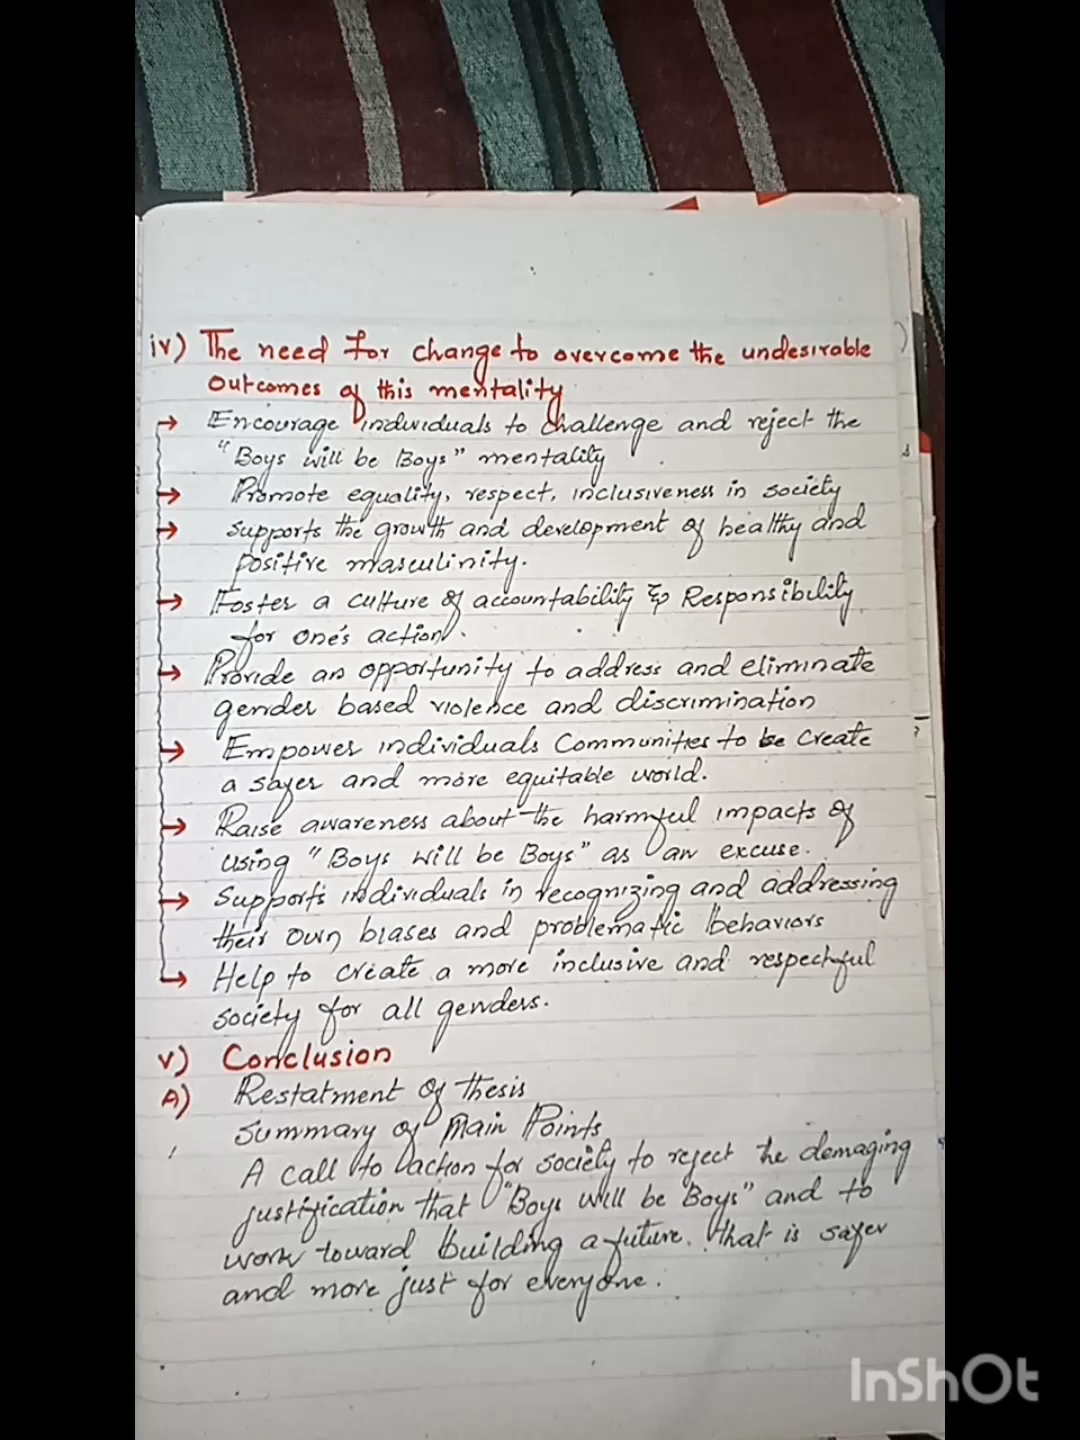 iv) The need for change to overcome the undesirable
outcomes of this mentality
→ Encourage individuals to challenge and reject the
"Boys will be Boys" mentality
→ Promote equality, respect, inclusiveness in society
→ supports the growth and development of healthy and
positive masculinity.
→ Foster a culture of accountability & Responsibility
for one's action.
→ Provide an opportunity to address and eliminate
gender based violence and discrimination
→ Empower individuals Communities to be create
a safer and more equitable world.
→ Raise awareness about the harmful impacts of
using "Boys will be Boys" as an excuse.
→ Supports individuals in recognizing and addressing
their own biases and problematic behaviors
→ Help to create a more inclusive and respectful
society for all genders.
v) Conclusion
A) Restatment of thesis
Summary of Main Points
A call to action for society to reject the demaging
justification that "Boys will be Boys" and to
work toward building a future. that is safer
and more just for everyone.
InShOt